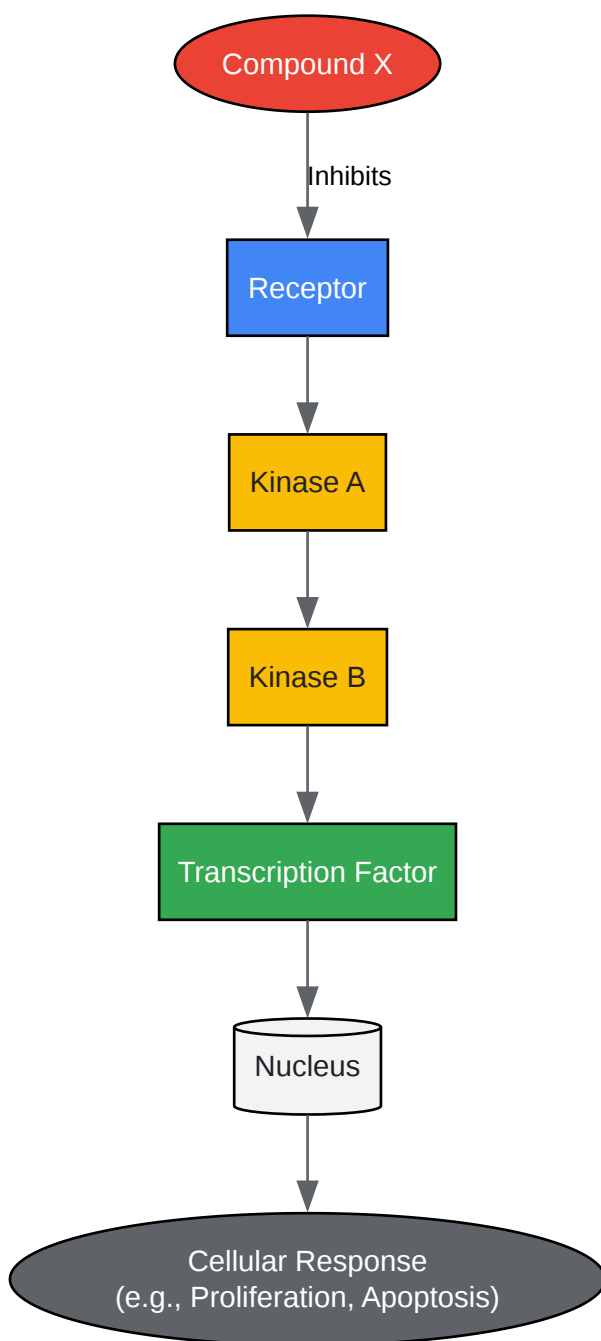 Compound X
Inhibits
Receptor
Kinase A
Kinase B
Transcription Factor
Nucleus
Cellular Response
(e.g., Proliferation, Apoptosis)